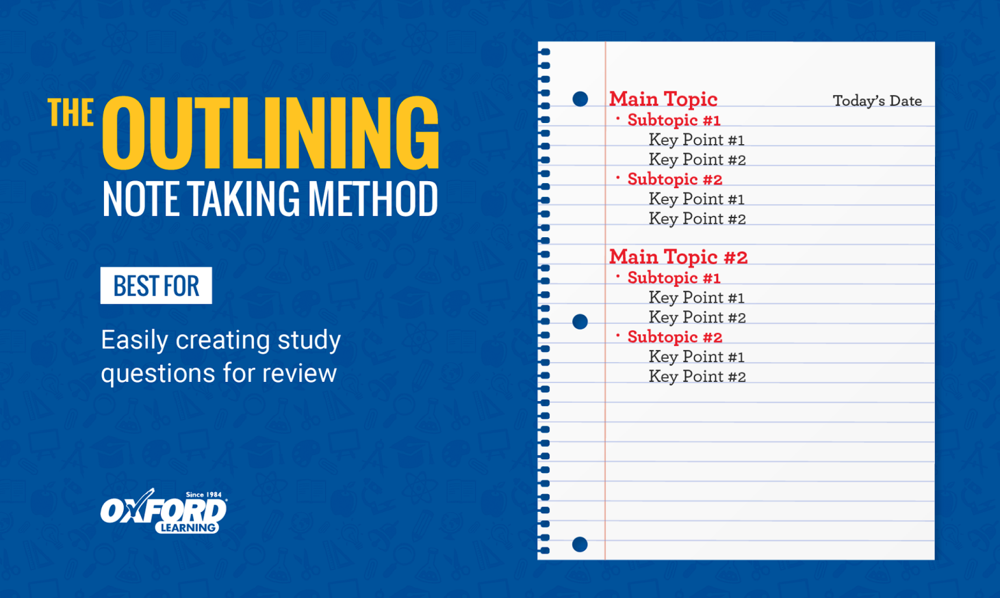 THE OUTLINING
NOTE TAKING METHOD
BEST FOR
Easily creating study
questions for review
Since 1984
OXFORD
LEARNING
Main Topic
Today's Date
· Subtopic #1
Key Point #1
Key Point #2
· Subtopic #2
Key Point #1
Key Point #2
Main Topic #2
· Subtopic #1
Key Point #1
Key Point #2
· Subtopic #2
Key Point #1
Key Point #2